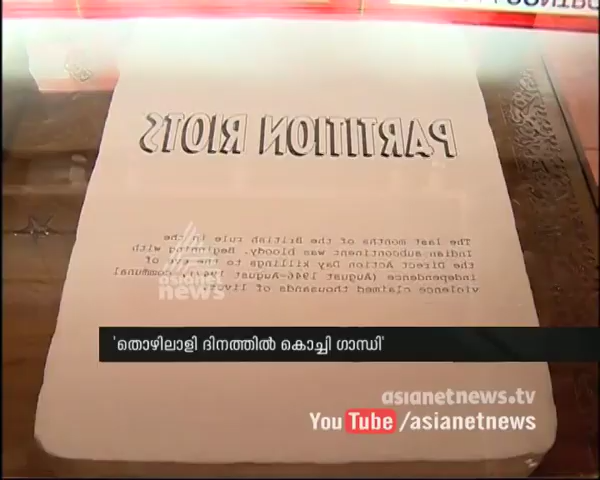 PARTITION RIOTS
The last months of the British rule in the
Indian subcontinent was bloody. Beginning with
the Direct Action Day killings to the eve of
independence (August 1946-August 1947), communal
violence claimed thousands of lives.
asianet
news
'തൊഴിലാളി ദിനത്തിൽ കൊച്ചി ഗാന്ധി'
asianetnews.tv
YouTube /asianetnews